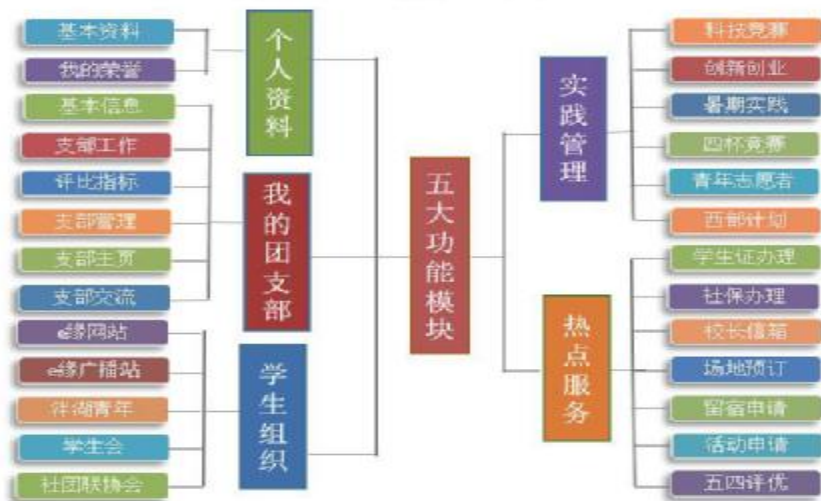 五大功能模块
个人资料
基本资料
我的荣誉
我的团支部
基本信息
支部工作
评比指标
支部管理
支部主页
支部交流
学生组织
e缘网站
e缘广播站
洋湖青年
学生会
社团联协会
实践管理
科技竞赛
创新创业
暑期实践
四杯竞赛
青年志愿者
西部计划
热点服务
学生证办理
社保办理
校长信箱
场地预订
留宿申请
活动申请
五四评优